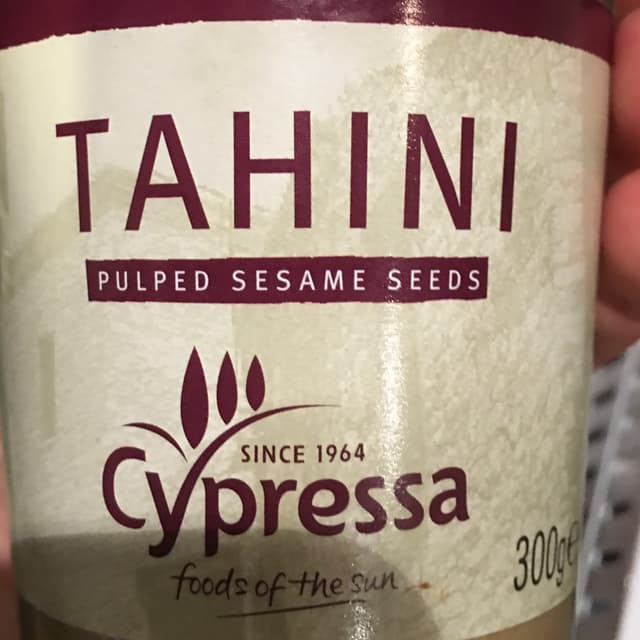 TAHINI
PULPED SESAME SEEDS
SINCE 1964
Cypressa
foods of the sun
300g℮